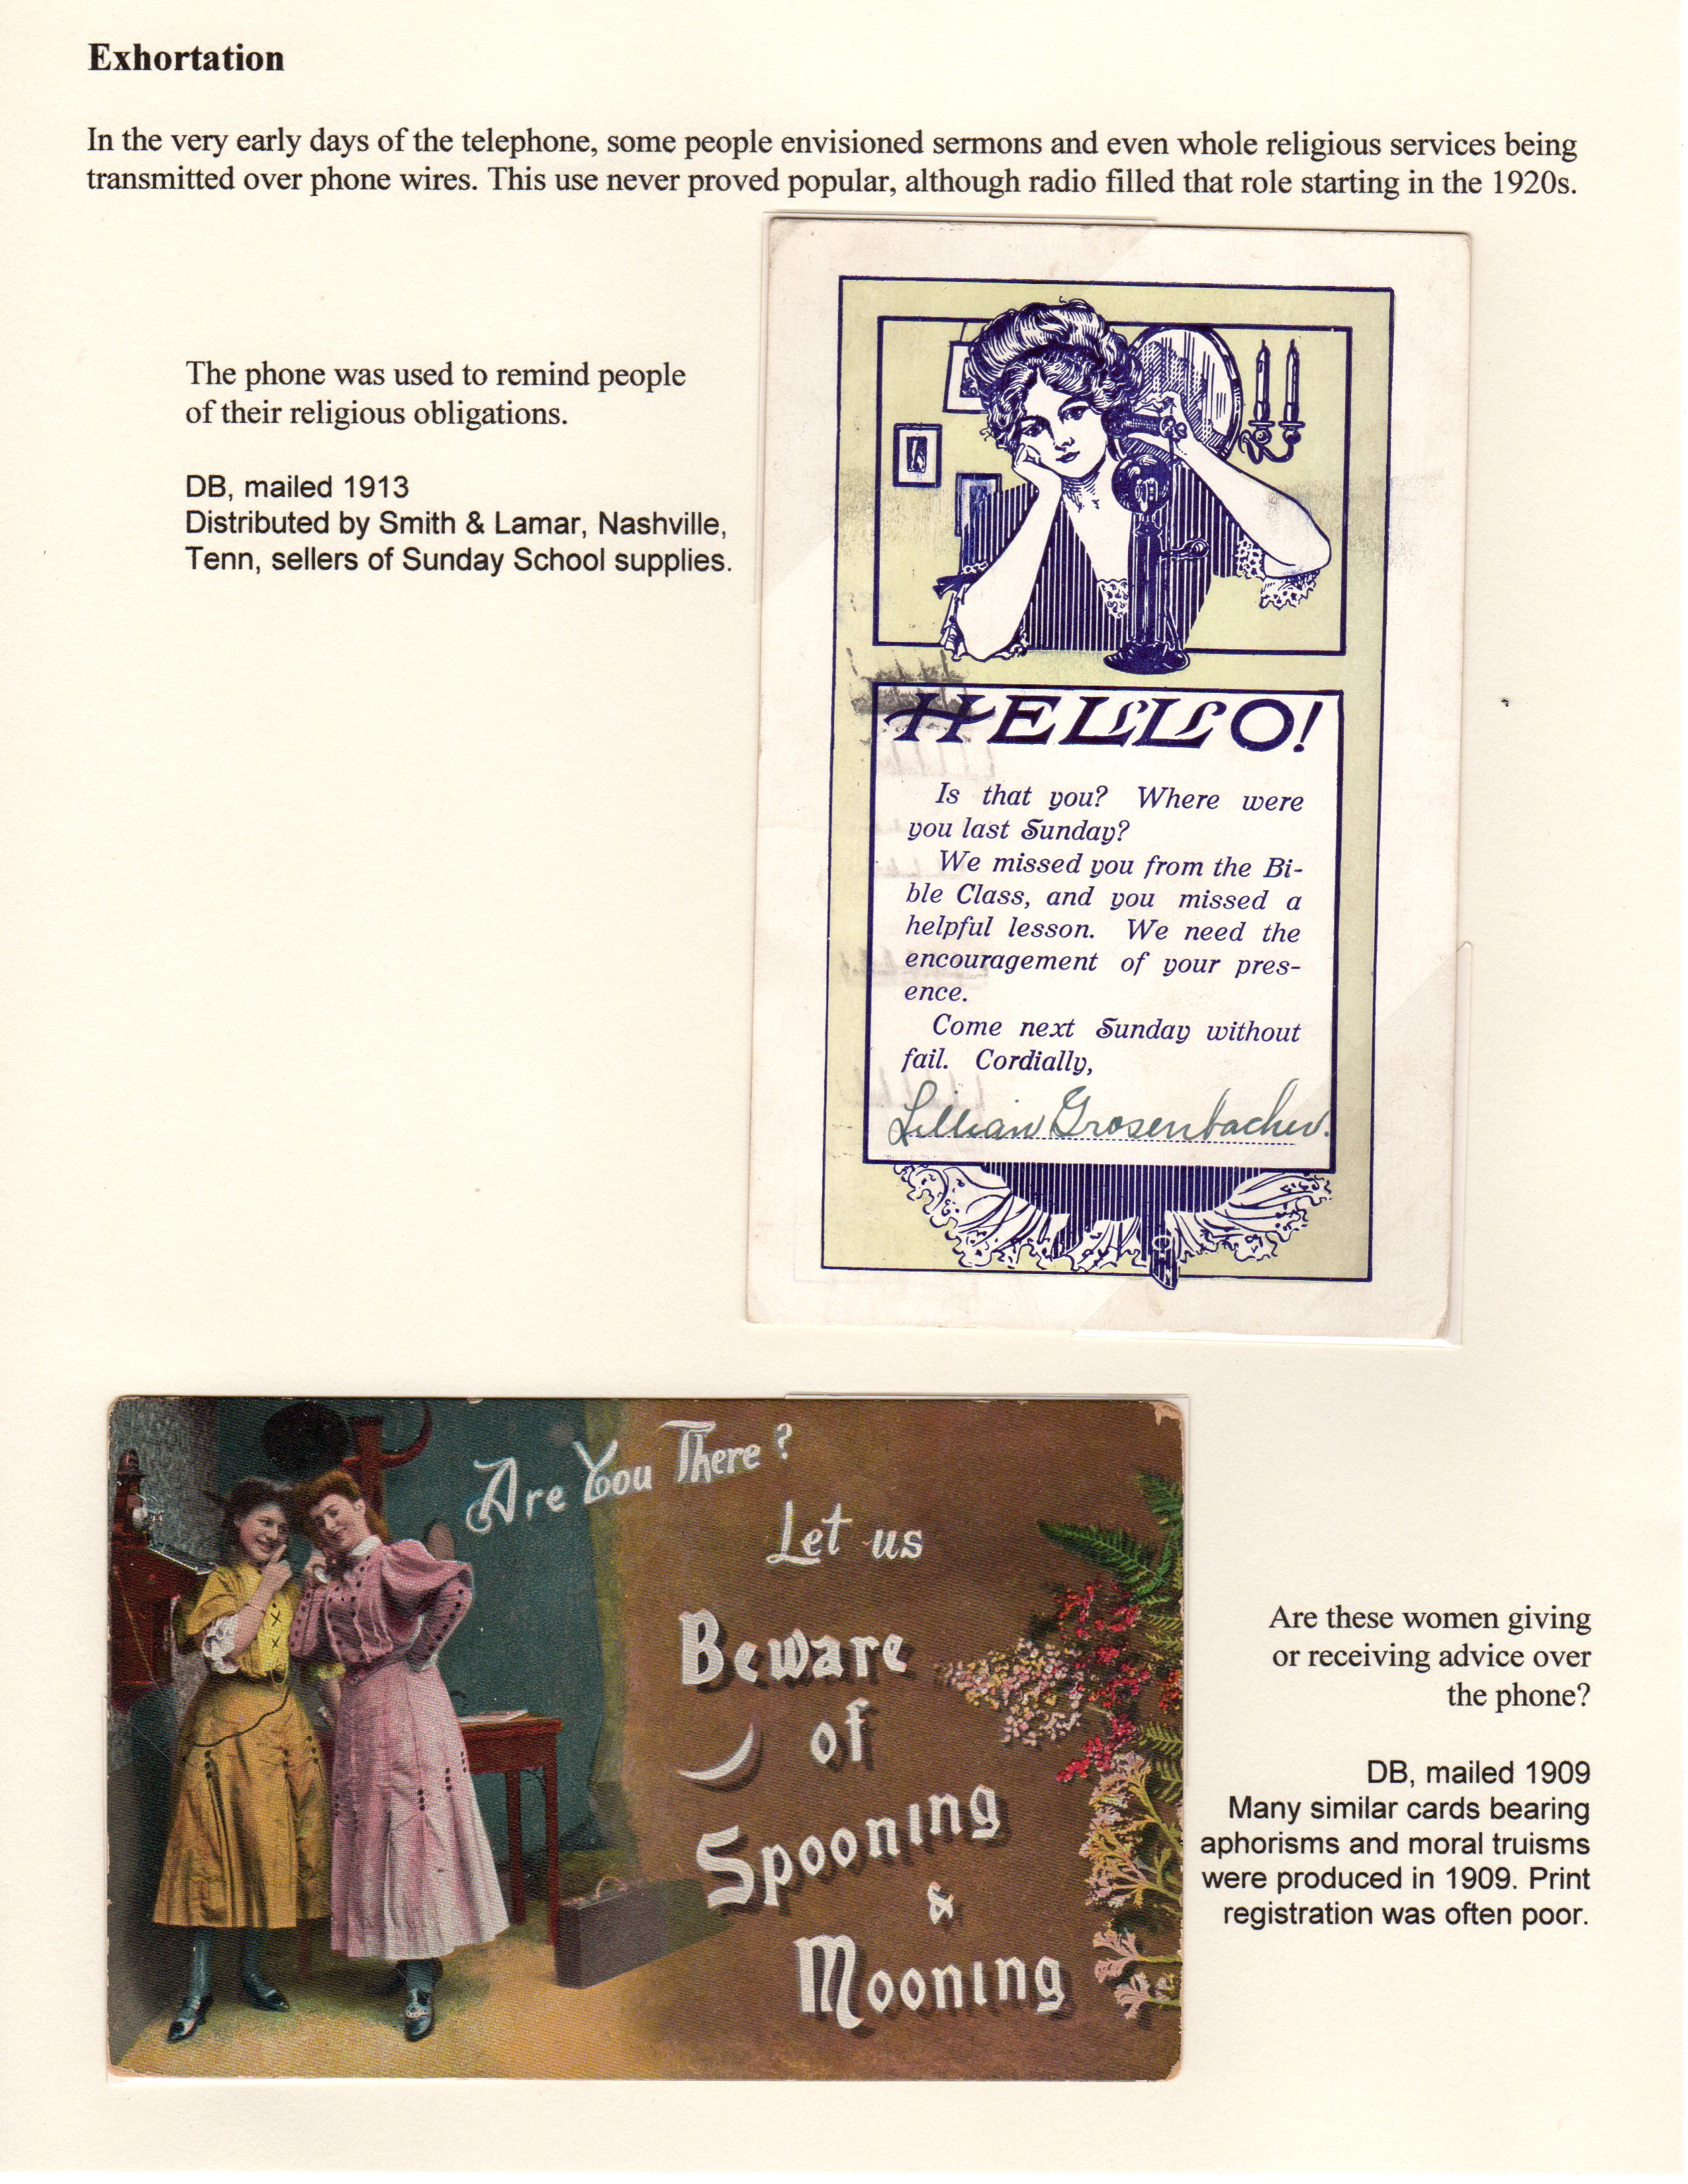 Exhortation
In the very early days of the telephone, some people envisioned sermons and even whole religious services being
transmitted over phone wires. This use never proved popular, although radio filled that role starting in the 1920s.
The phone was used to remind people
of their religious obligations.
DB, mailed 1913
Distributed by Smith & Lamar, Nashville,
Tenn, sellers of Sunday School supplies.
HELLO!
Is that you? Where were
you last Sunday?
We missed you from the Bi-
ble Class, and you missed a
helpful lesson. We need the
encouragement of your pres-
ence.
Come next Sunday without
fail. Cordially,
Lillian Grosenbacher.
Are You There?
Let us
Beware
of
Spooning
&
Mooning
Are these women giving
or receiving advice over
the phone?
DB, mailed 1909
Many similar cards bearing
aphorisms and moral truisms
were produced in 1909. Print
registration was often poor.